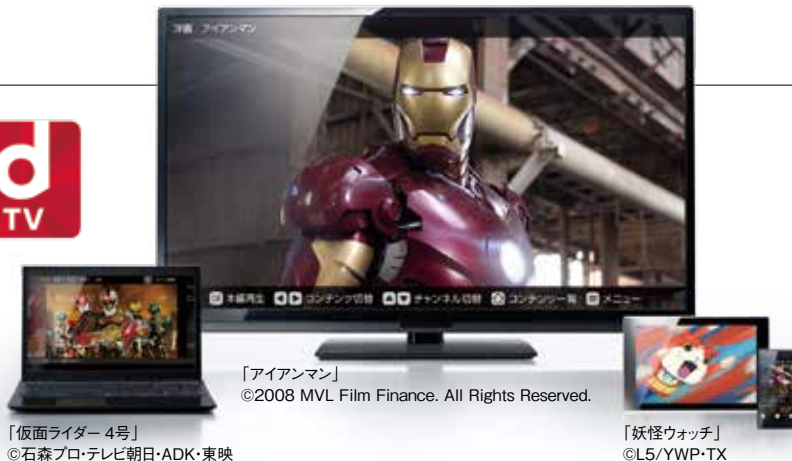 洋画 アイアンマン
d
TV
本編再生 コンテンツ切替 チャンネル切替 コンテンツ一覧 メニュー
「アイアンマン」
©2008 MVL Film Finance. All Rights Reserved.
「仮面ライダー 4号」
©石森プロ・テレビ朝日・ADK・東映
「妖怪ウォッチ」
©L5/YWP・TX